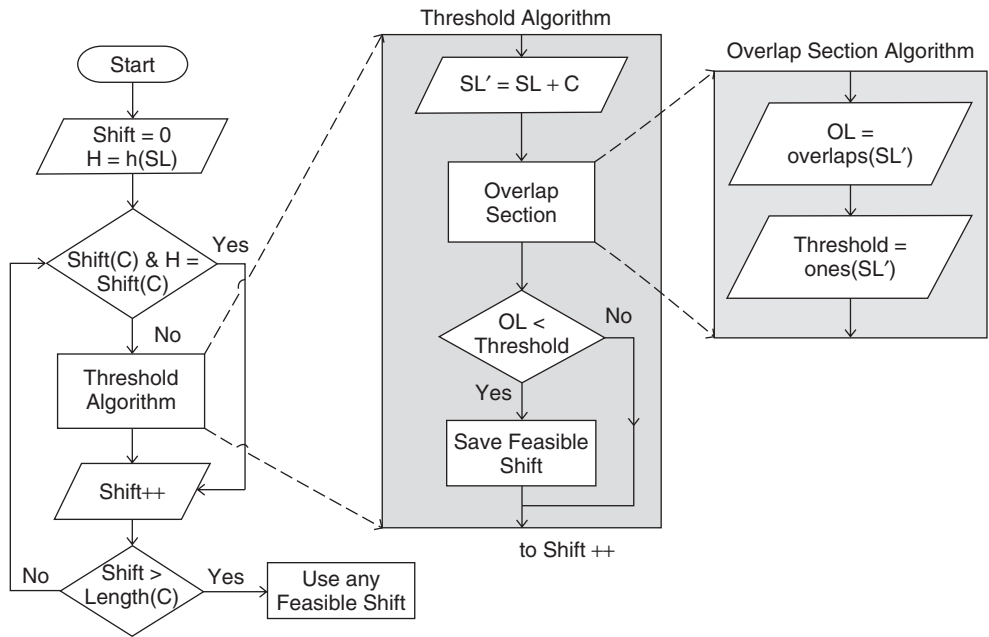 Threshold Algorithm
Overlap Section Algorithm
Start
Shift = 0
H = h(SL)
Shift(C) & H =
Shift(C)
Yes
No
Threshold
Algorithm
Shift++
Shift >
Length(C)
No
Yes
Use any
Feasible Shift
SL′ = SL + C
Overlap
Section
OL <
Threshold
No
Yes
Save Feasible
Shift
to Shift ++
OL =
overlaps(SL′)
Threshold =
ones(SL′)